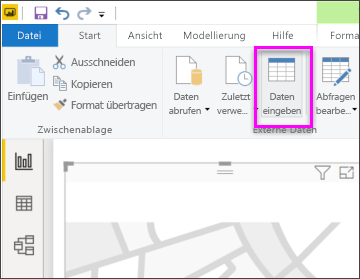 Datei Start Ansicht Modellierung Hilfe Forma
Ausschneiden
Kopieren
Format übertragen
Einfügen
Zwischenablage
Daten
abrufen
Zuletzt
verwe...
Daten
eingeben
Abfragen
bearbe...
Externe Daten